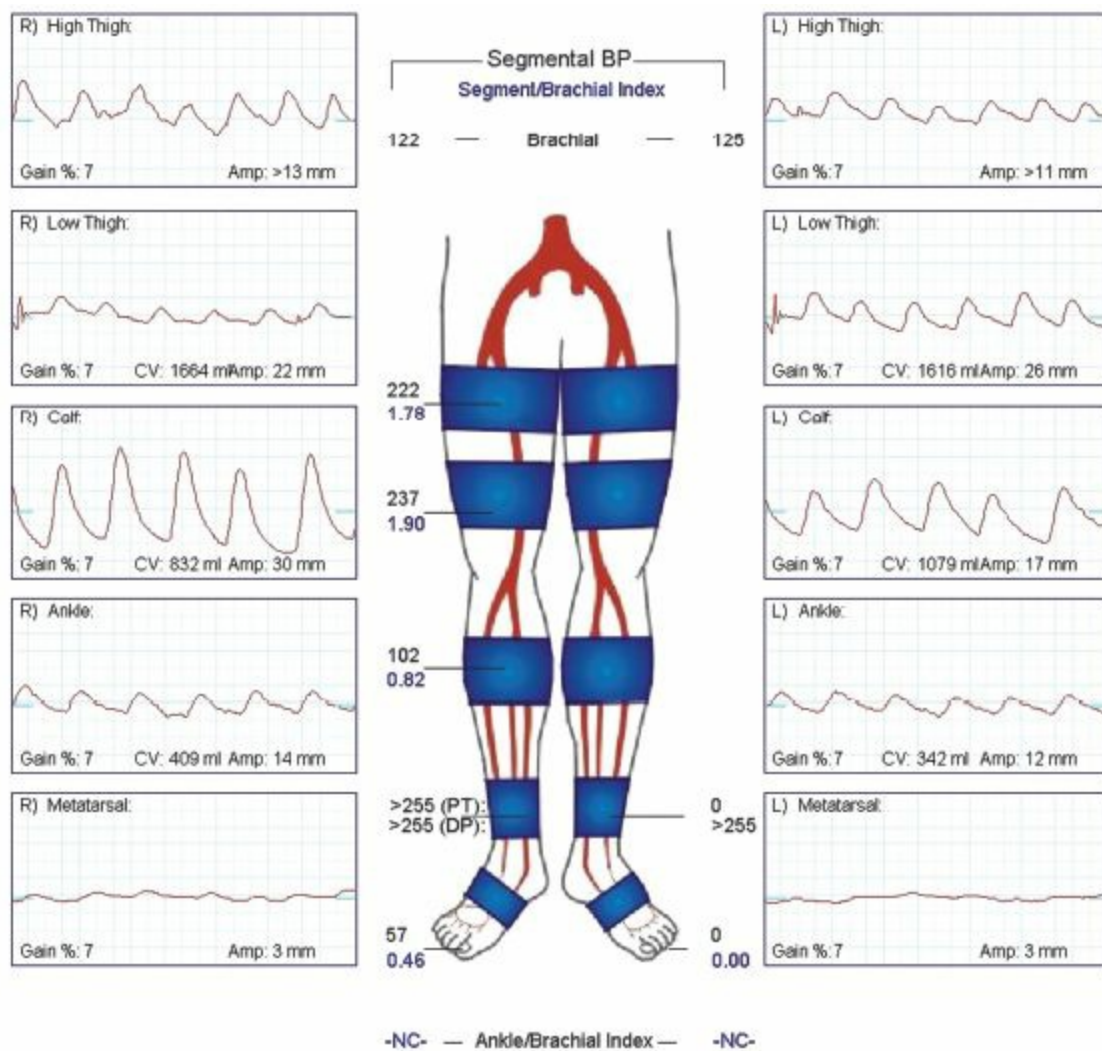 R) High Thigh:
Gain %: 7 Amp: >13 mm
R) Low Thigh:
Gain %: 7 CV: 1664 ml Amp: 22 mm
R) Calf:
Gain %: 7 CV: 832 ml Amp: 30 mm
R) Ankle:
Gain %: 7 CV: 409 ml Amp: 14 mm
R) Metatarsal:
Gain %: 7 Amp: 3 mm
Segmental BP
Segment/Brachial Index
122 — Brachial — 125
222
1.78
237
1.90
102
0.82
>255 (PT): 0
>255 (DP): >255
57 0
0.46 0.00
-NC- — Ankle/Brachial Index — -NC-
L) High Thigh:
Gain %: 7 Amp: >11 mm
L) Low Thigh:
Gain %: 7 CV: 1616 ml Amp: 26 mm
L) Calf:
Gain %: 7 CV: 1079 ml Amp: 17 mm
L) Ankle:
Gain %: 7 CV: 342 ml Amp: 12 mm
L) Metatarsal:
Gain %: 7 Amp: 3 mm